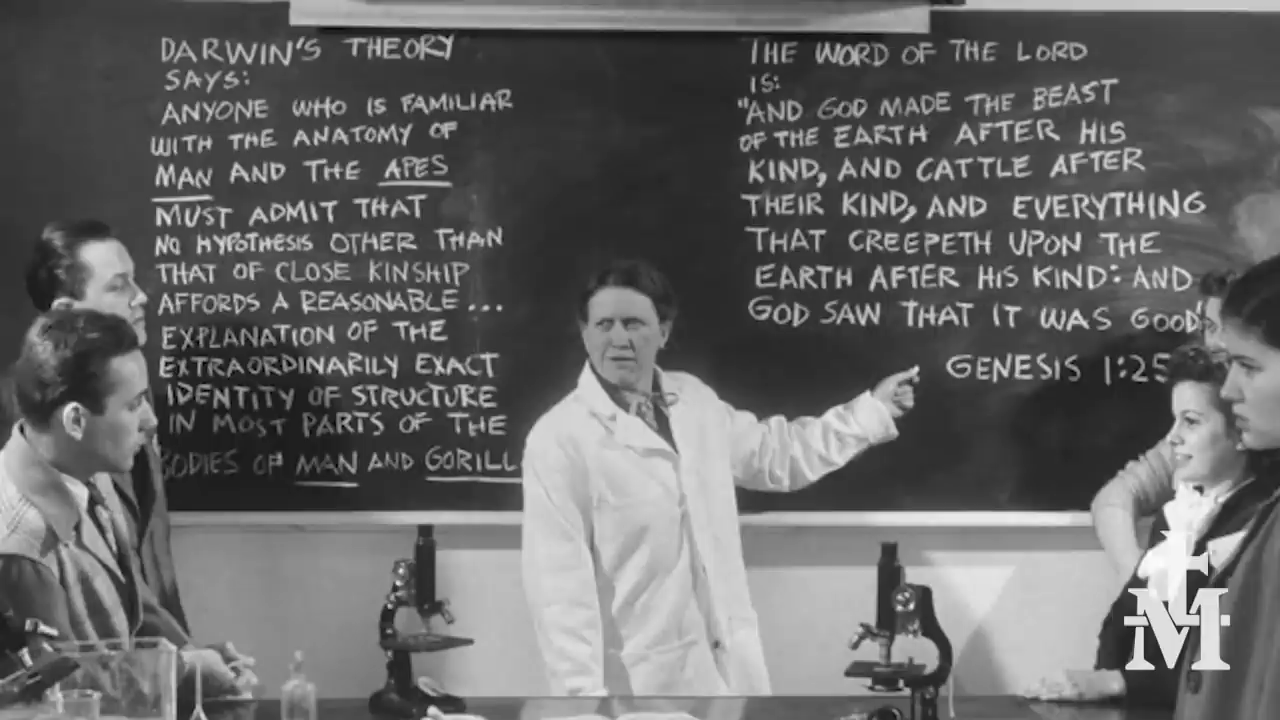 DARWIN'S THEORY
SAYS:
ANYONE WHO IS FAMILIAR
WITH THE ANATOMY OF
MAN AND THE APES
MUST ADMIT THAT
NO HYPOTHESIS OTHER THAN
THAT OF CLOSE KINSHIP
AFFORDS A REASONABLE...
EXPLANATION OF THE
EXTRAORDINARILY EXACT
IDENTITY OF STRUCTURE
IN MOST PARTS OF THE
BODIES OF MAN AND GORILL
THE WORD OF THE LORD
IS:
"AND GOD MADE THE BEAST
OF THE EARTH AFTER HIS
KIND, AND CATTLE AFTER
THEIR KIND, AND EVERYTHING
THAT CREEPETH UPON THE
EARTH AFTER HIS KIND: AND
GOD SAW THAT IT WAS GOOD"
GENESIS 1:25